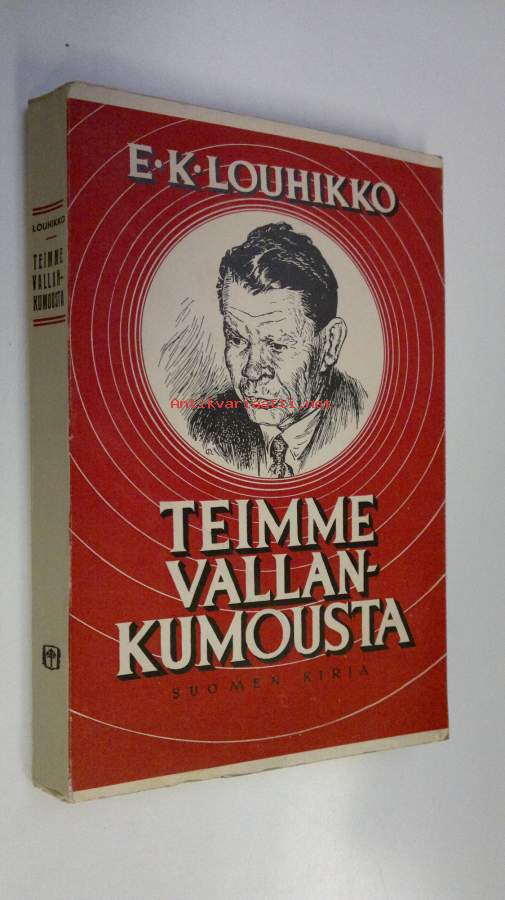 E·K·LOUHIKKO
TEIMME
VALLAN-
KUMOUSTA
SUOMEN KIRJA
LOUHIKKO
TEIMME
VALLAN-
KUMOUSTA
Antikvariaatti.net